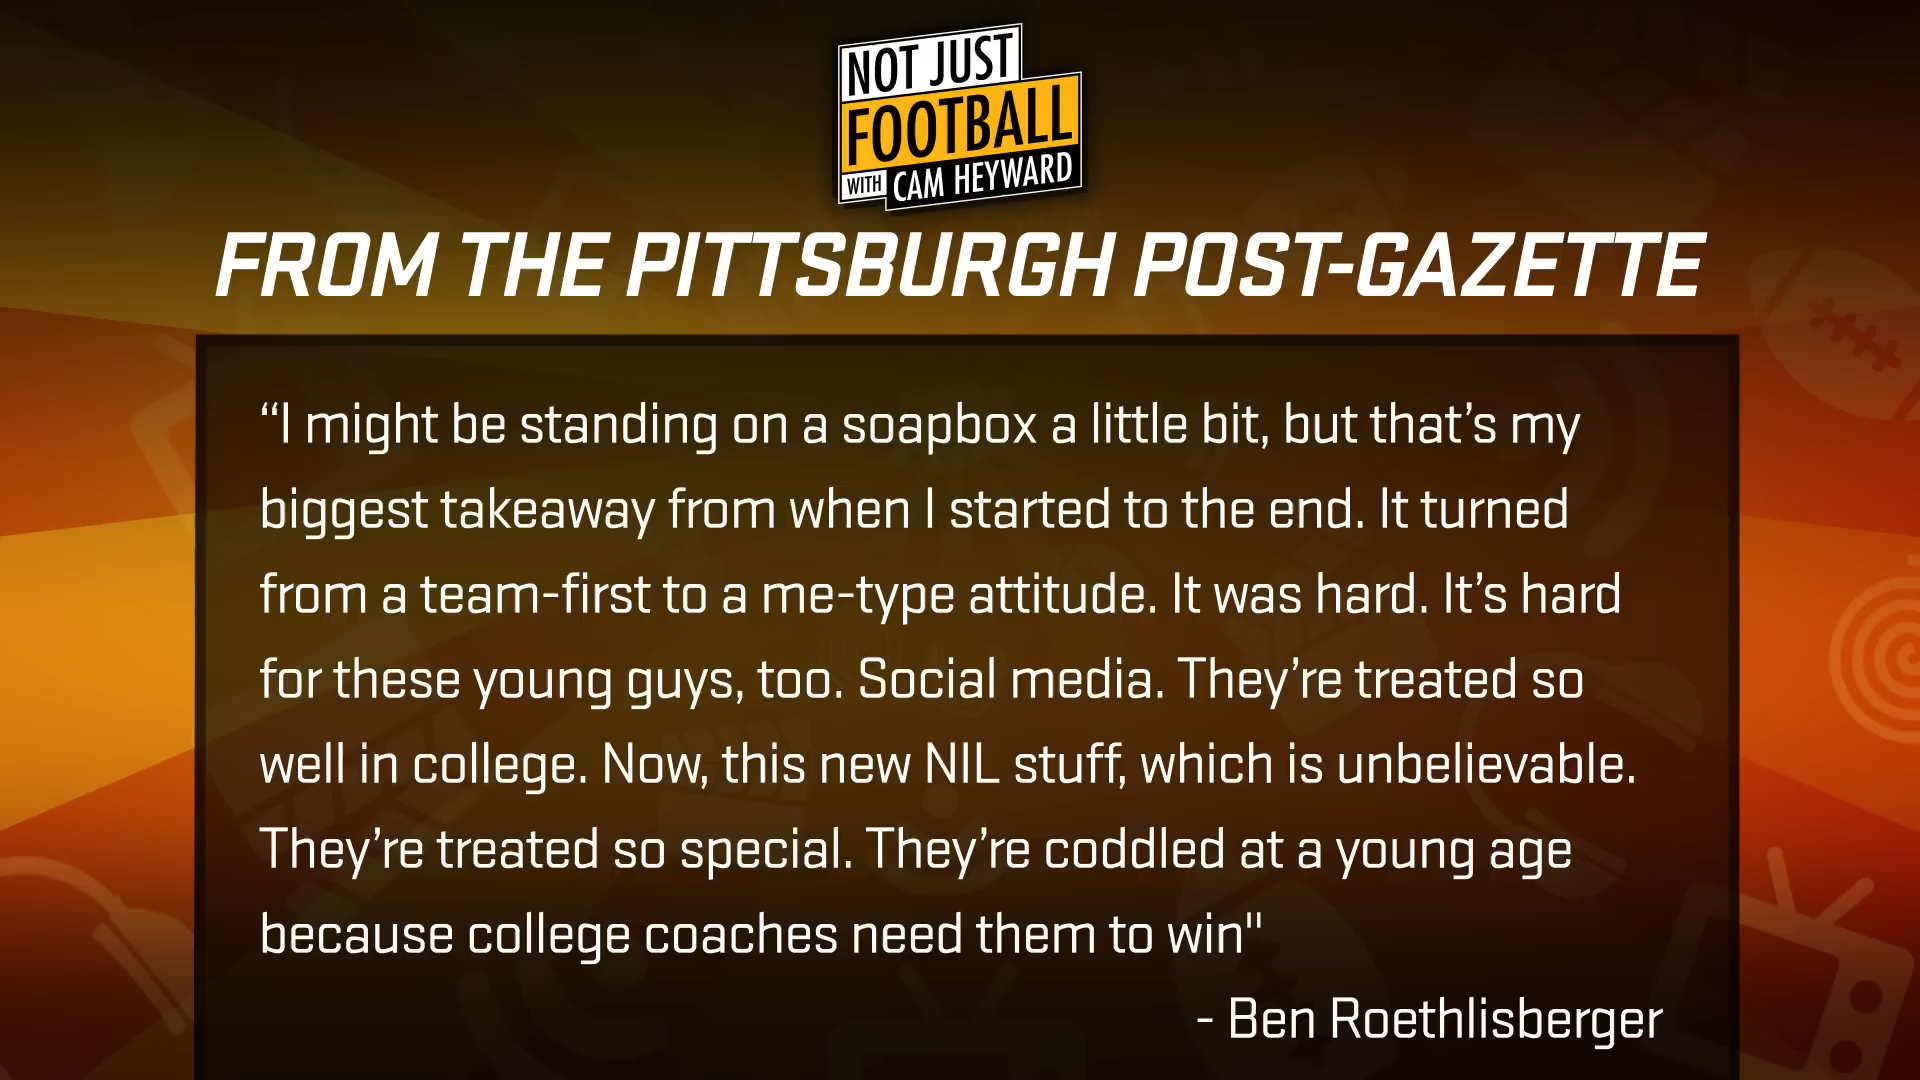 NOT JUST
FOOTBALL
WITH CAM HEYWARD
FROM THE PITTSBURGH POST-GAZETTE
“I might be standing on a soapbox a little bit, but that’s my
biggest takeaway from when I started to the end. It turned
from a team-first to a me-type attitude. It was hard. It’s hard
for these young guys, too. Social media. They’re treated so
well in college. Now, this new NIL stuff, which is unbelievable.
They’re treated so special. They’re coddled at a young age
because college coaches need them to win"
- Ben Roethlisberger